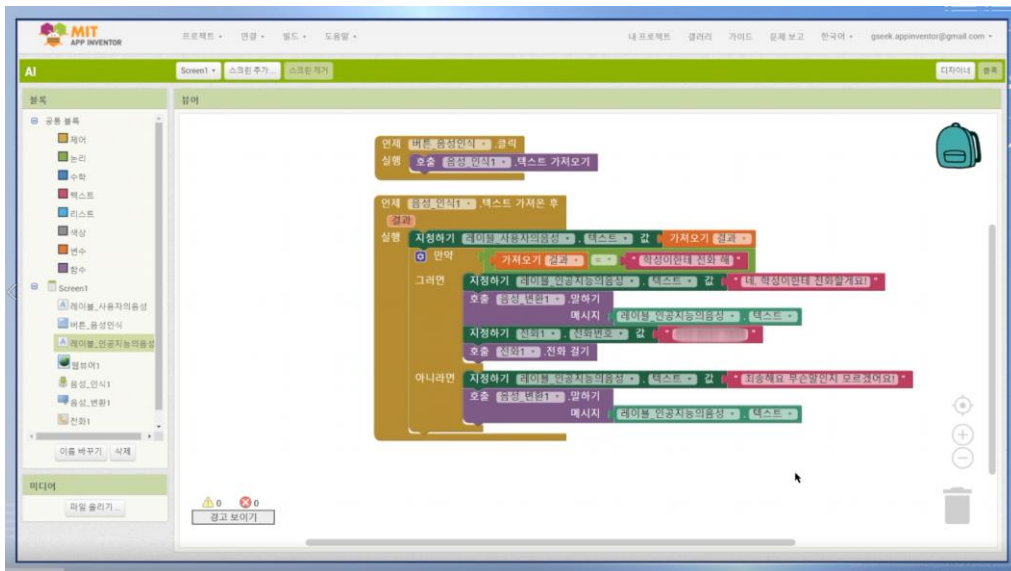 MIT
APP INVENTOR
프로젝트 연결 빌드 도움말 내 프로젝트 갤러리 가이드 문제 보고 한국어 gseek.appinventor@gmail.com
AI Screen1 스크린 추가... 스크린 제거 디자이너 블록
블록 뷰어
공통 블록
제어
논리
수학
텍스트
리스트
색상
변수
함수
Screen1
레이블_사용자의음성
버튼_음성인식
레이블_인공지능의음성
웹뷰어1
음성_인식1
음성_변환1
전화1
이름 바꾸기 삭제
미디어
파일 올리기...
언제 버튼_음성인식 .클릭
실행 호출 음성_인식1 .텍스트 가져오기
언제 음성_인식1 .텍스트 가져온 후
결과
실행 지정하기 레이블_사용자의음성 . 텍스트 값 가져오기 결과
만약 가져오기 결과 = " 학성이한테 전화 해 "
그러면 지정하기 레이블_인공지능의음성 . 텍스트 값 " 네, 학성이한테 전화할게요! "
호출 음성_변환1 .말하기
메시지 레이블_인공지능의음성 . 텍스트
지정하기 전화1 . 전화번호 값 " "
호출 전화1 .전화 걸기
아니라면 지정하기 레이블_인공지능의음성 . 텍스트 값 " 죄송해요 무슨말인지 모르겠어요! "
호출 음성_변환1 .말하기
메시지 레이블_인공지능의음성 . 텍스트
0 0
경고 보이기